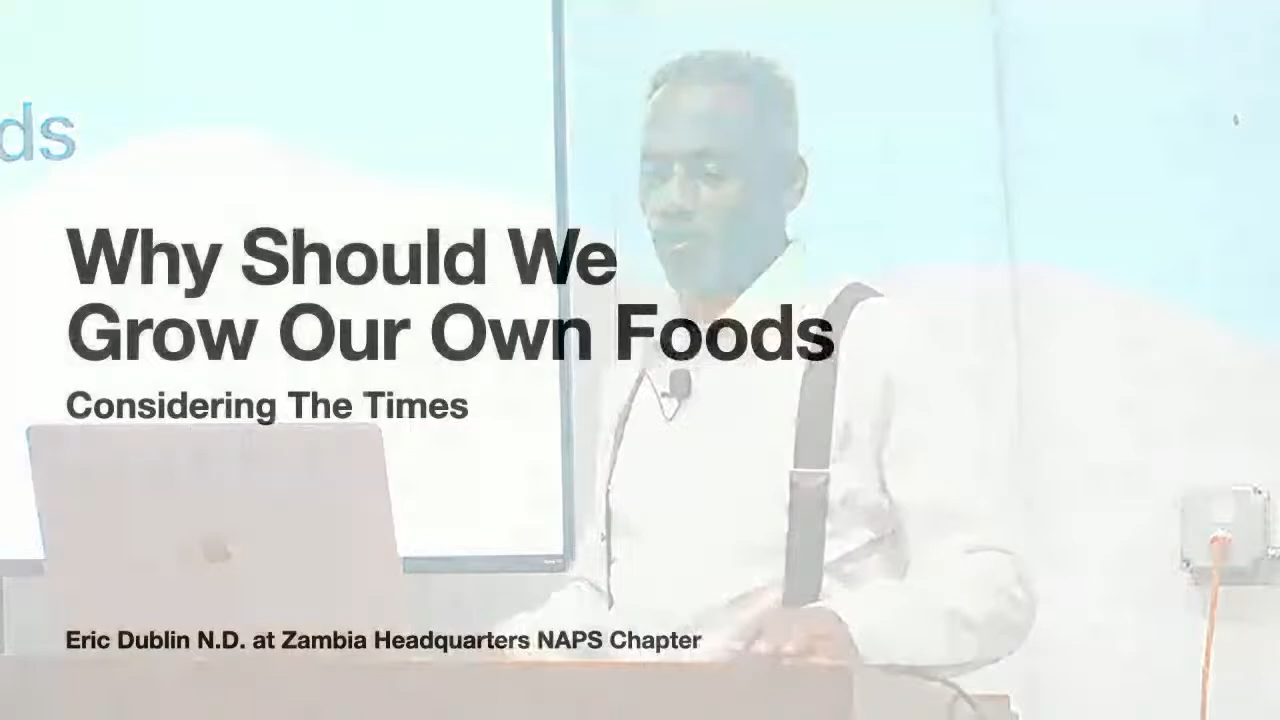 ds
Why Should We
Grow Our Own Foods
Considering The Times
Eric Dublin N.D. at Zambia Headquarters NAPS Chapter